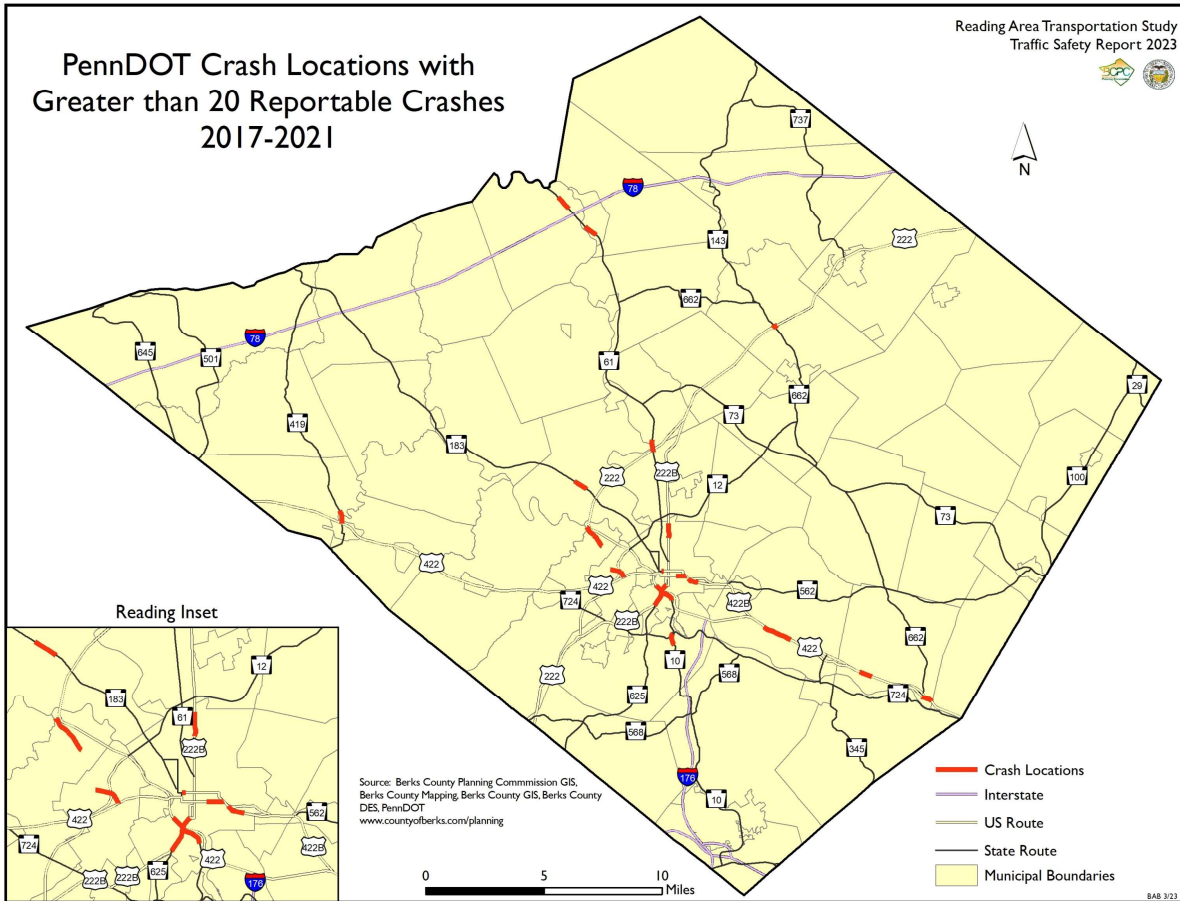 PennDOT Crash Locations with
Greater than 20 Reportable Crashes
2017-2021
Reading Area Transportation Study
Traffic Safety Report 2023
BCPC
N
737
78
143
222
662
78
645
501
61
29
662
419
73
183
222B
222
12
100
73
422
422
562
724
422B
222B
662
422
10
568
222
724
625
568
345
176
10
Reading Inset
12
183
61
222B
422
562
724
422
422B
222B
222B
625
176
Source: Berks County Planning Commmission GIS,
Berks County Mapping, Berks County GIS, Berks County
DES, PennDOT
www.countyofberks.com/planning
0 5 10
Miles
Crash Locations
Interstate
US Route
State Route
Municipal Boundaries
BAB 3/23